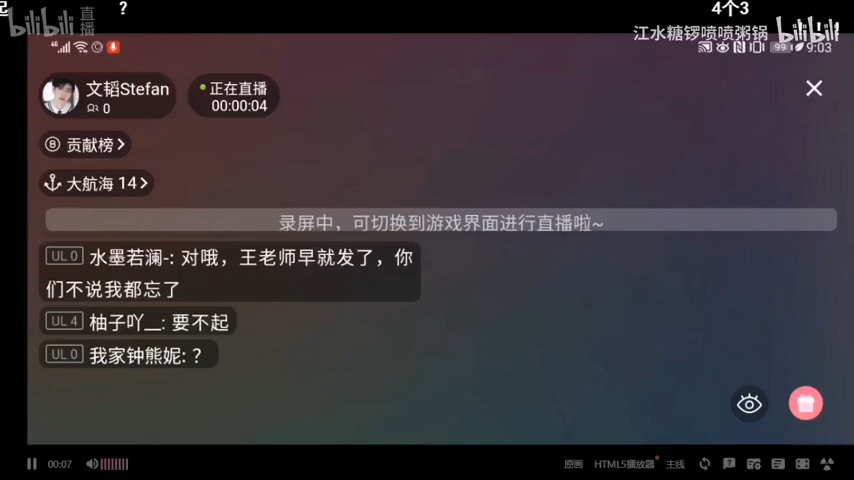 起
？
4个3
bilibili 直播
江水糖锣喷喷粥锅 bilibili
4G
99 9:03
文韬Stefan
0
正在直播
00:00:04
贡献榜
大航海 14
录屏中，可切换到游戏界面进行直播啦~
UL 0 水墨若澜-: 对哦，王老师早就发了，你
们不说我都忘了
UL 4 柚子吖__: 要不起
UL 0 我家钟熊妮: ？
00:07
原画 HTML5播放器 主线